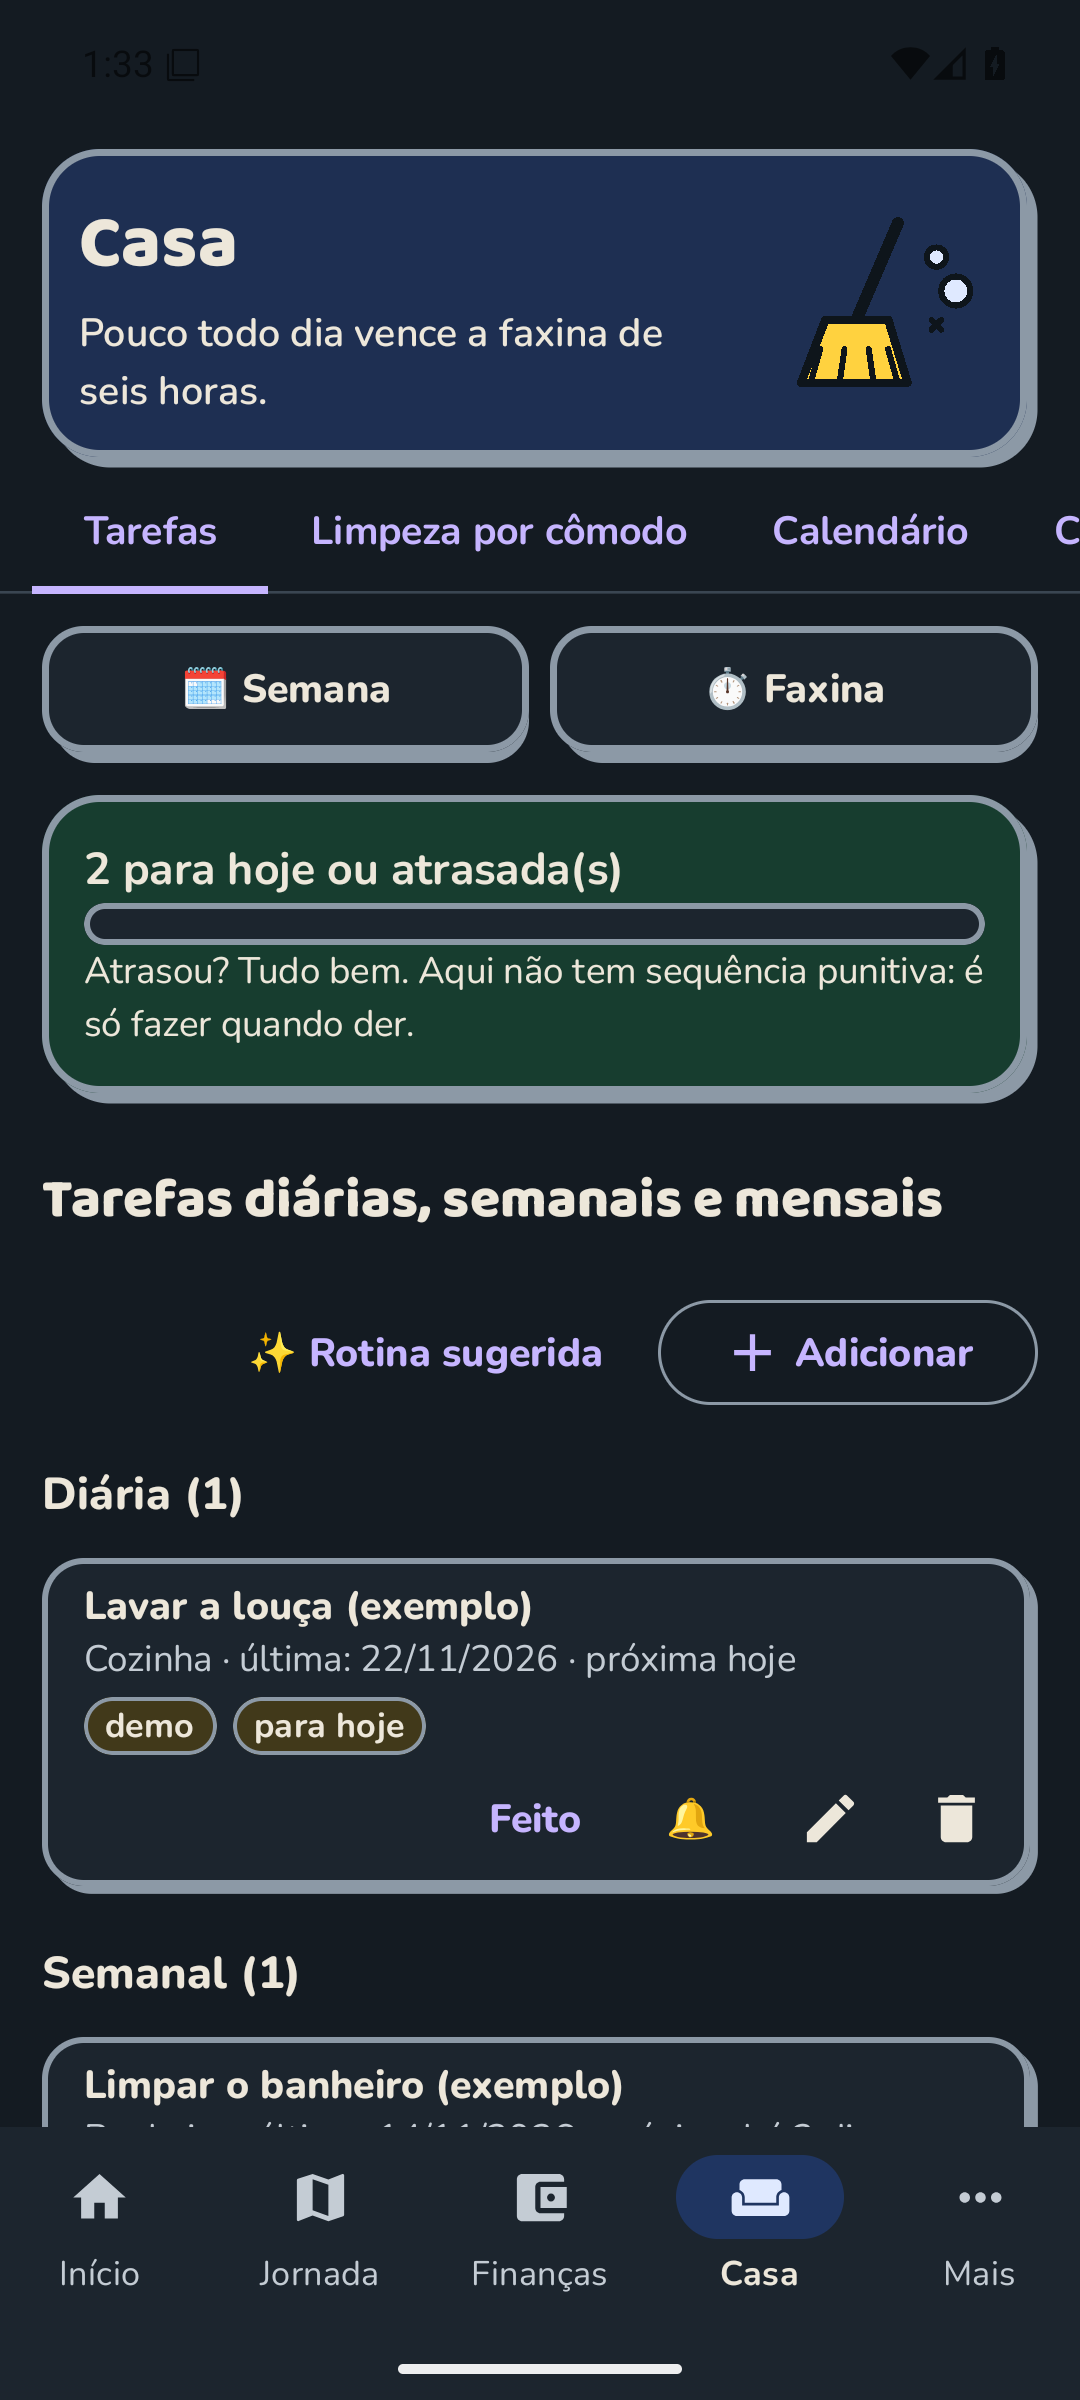 1:33
Casa
Pouco todo dia vence a faxina de
seis horas.
Tarefas
Limpeza por cômodo
Calendário
C
Semana
Faxina
2 para hoje ou atrasada(s)
Atrasou? Tudo bem. Aqui não tem sequência punitiva: é
só fazer quando der.
Tarefas diárias, semanais e mensais
Rotina sugerida
Adicionar
Diária (1)
Lavar a louça (exemplo)
Cozinha · última: 22/11/2026 · próxima hoje
demo
para hoje
Feito
Semanal (1)
Limpar o banheiro (exemplo)
Início
Jornada
Finanças
Casa
Mais